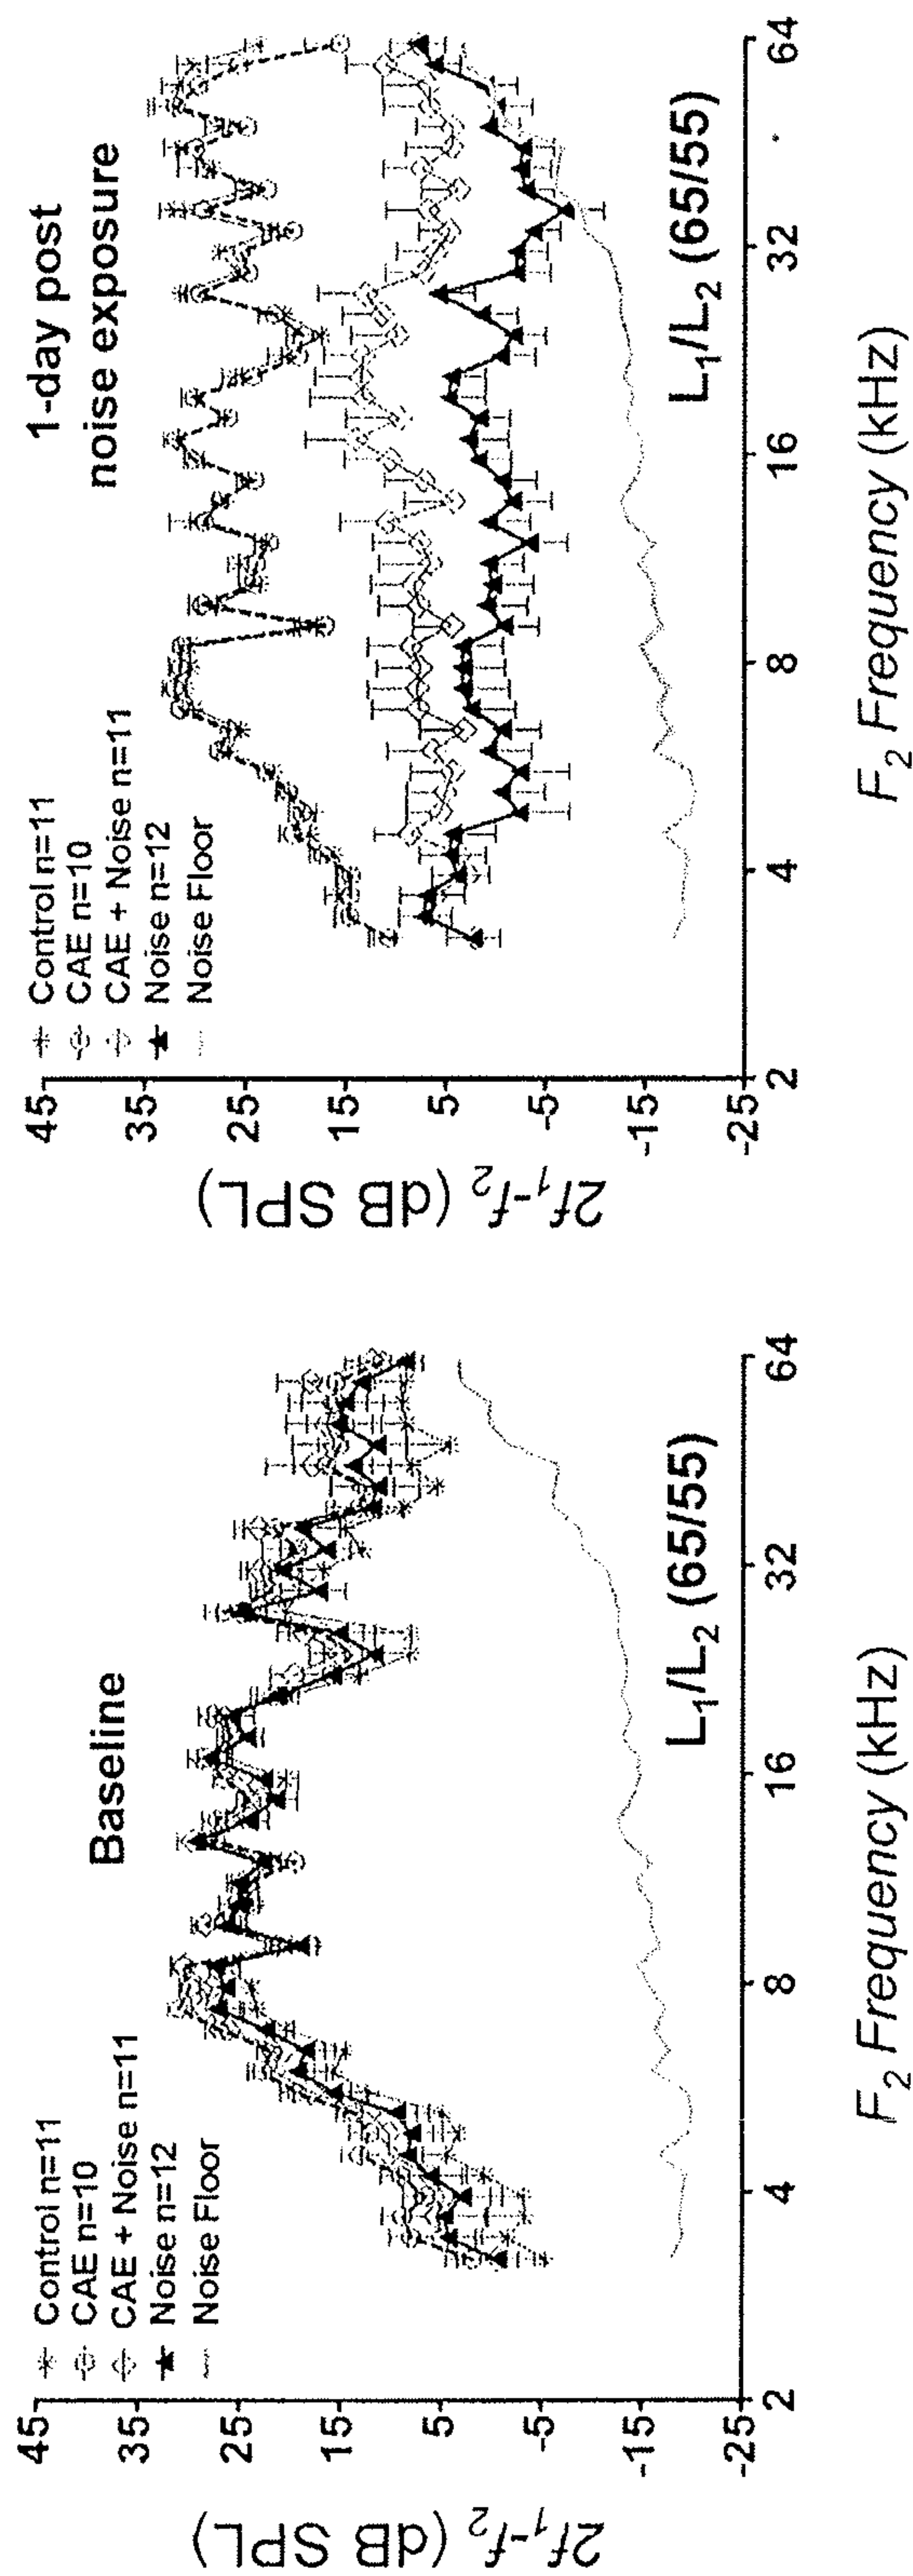 Baseline
Control n=11
CAE n=10
CAE + Noise n=11
Noise n=12
Noise Floor
45
35
25
15
5
-5
-15
-25
2f₁-f₂ (dB SPL)
L₁/L₂ (65/55)
2 4 8 16 32 64
F₂ Frequency (kHz)
1-day post
noise exposure
Control n=11
CAE n=10
CAE + Noise n=11
Noise n=12
Noise Floor
45
35
25
15
5
-5
-15
-25
2f₁-f₂ (dB SPL)
L₁/L₂ (65/55)
2 4 8 16 32 64
F₂ Frequency (kHz)